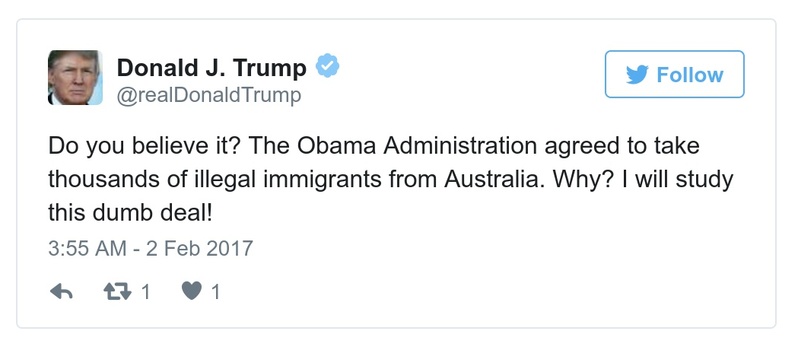 Donald J. Trump
@realDonaldTrump
Follow
Do you believe it? The Obama Administration agreed to take
thousands of illegal immigrants from Australia. Why? I will study
this dumb deal!
3:55 AM - 2 Feb 2017
1 1